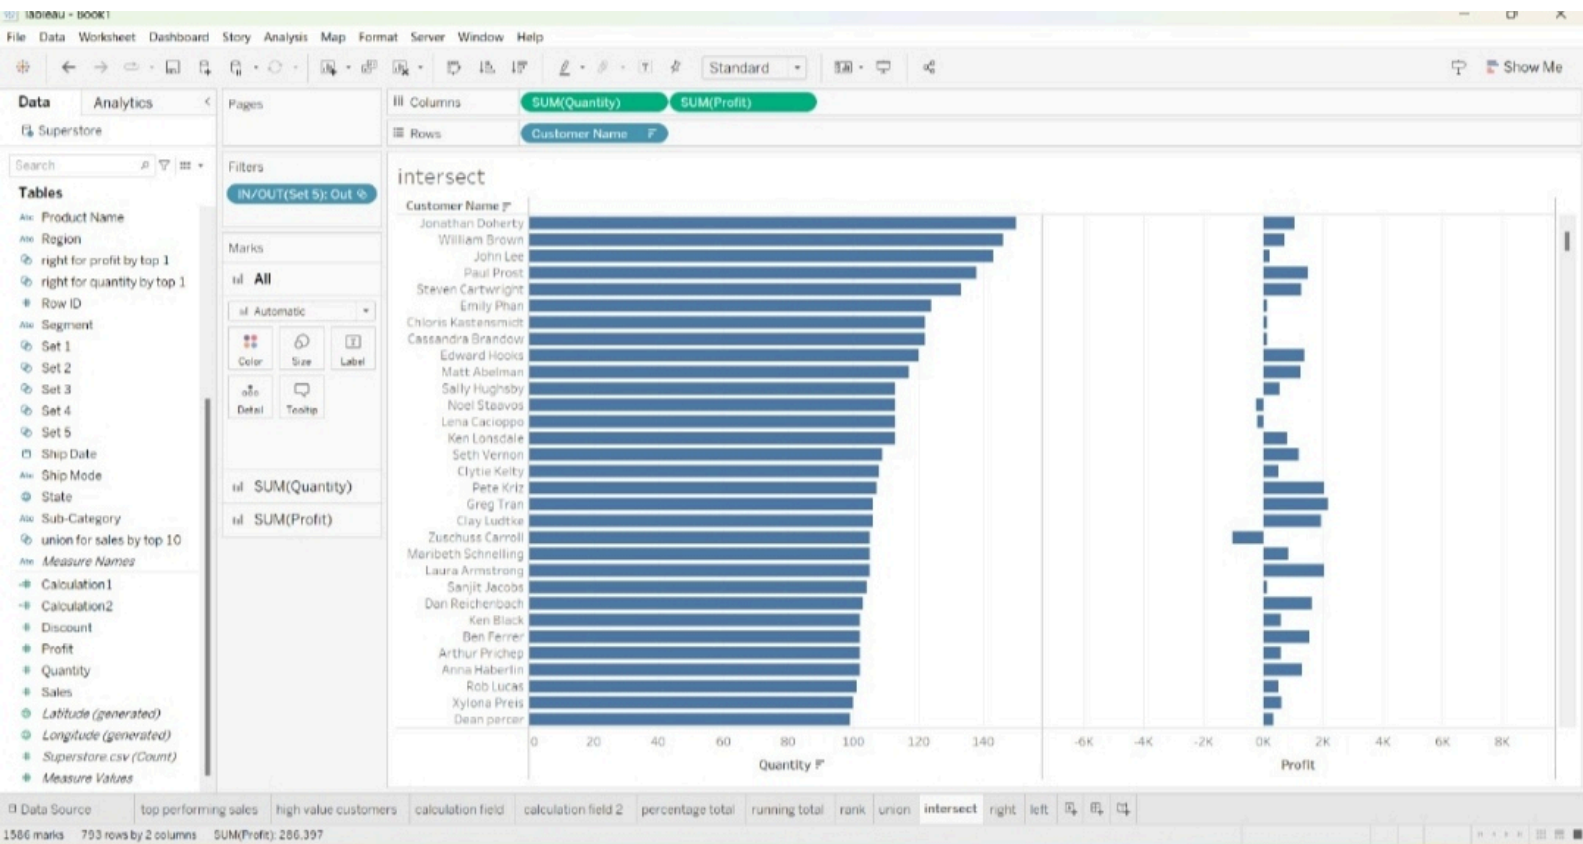 Tableau - Book1
File Data Worksheet Dashboard Story Analysis Map Format Server Window Help
Standard
Show Me
Data Analytics
Superstore
Search
Tables
Product Name
Region
right for profit by top 1
right for quantity by top 1
Row ID
Segment
Set 1
Set 2
Set 3
Set 4
Set 5
Ship Date
Ship Mode
State
Sub-Category
union for sales by top 10
Measure Names
Calculation1
Calculation2
Discount
Profit
Quantity
Sales
Latitude (generated)
Longitude (generated)
Superstore.csv (Count)
Measure Values
Pages
Filters
IN/OUT(Set 5): Out
Marks
All
Automatic
Color Size Label
Detail Tooltip
SUM(Quantity)
SUM(Profit)
Columns SUM(Quantity) SUM(Profit)
Rows Customer Name
intersect
Customer Name
Jonathan Doherty
William Brown
John Lee
Paul Prost
Steven Cartwright
Emily Phan
Chloris Kastensmidt
Cassandra Brandow
Edward Hooks
Matt Abelman
Sally Hughsby
Noel Staavos
Lena Cacioppo
Ken Lonsdale
Seth Vernon
Clytie Kelty
Pete Kriz
Greg Tran
Clay Ludtke
Zuschuss Carroll
Maribeth Schnelling
Laura Armstrong
Sanjit Jacobs
Dan Reichenbach
Ken Black
Ben Ferrer
Arthur Prichep
Anna Haberlin
Rob Lucas
Xylona Preis
Dean percer
0 20 40 60 80 100 120 140
Quantity
-6K -4K -2K 0K 2K 4K 6K 8K
Profit
Data Source top performing sales high value customers calculation field calculation field 2 percentage total running total rank union intersect right left
1586 marks 793 rows by 2 columns SUM(Profit): 286,397